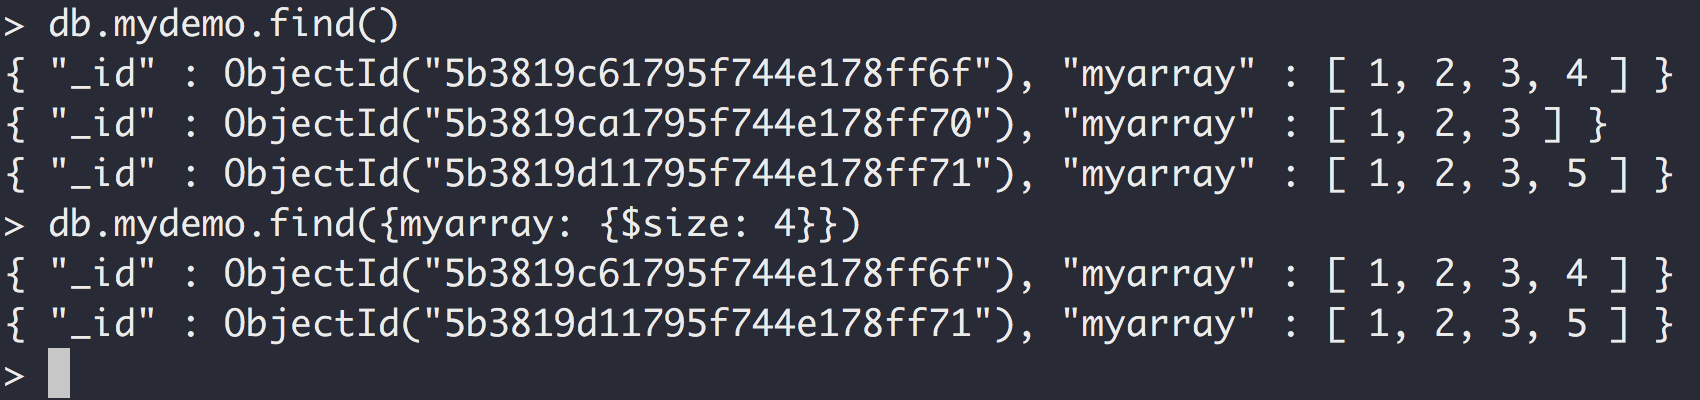 > db.mydemo.find()
{ "_id" : ObjectId("5b3819c61795f744e178ff6f"), "myarray" : [ 1, 2, 3, 4 ] }
{ "_id" : ObjectId("5b3819ca1795f744e178ff70"), "myarray" : [ 1, 2, 3 ] }
{ "_id" : ObjectId("5b3819d11795f744e178ff71"), "myarray" : [ 1, 2, 3, 5 ] }
> db.mydemo.find({myarray: {$size: 4}})
{ "_id" : ObjectId("5b3819c61795f744e178ff6f"), "myarray" : [ 1, 2, 3, 4 ] }
{ "_id" : ObjectId("5b3819d11795f744e178ff71"), "myarray" : [ 1, 2, 3, 5 ] }
>